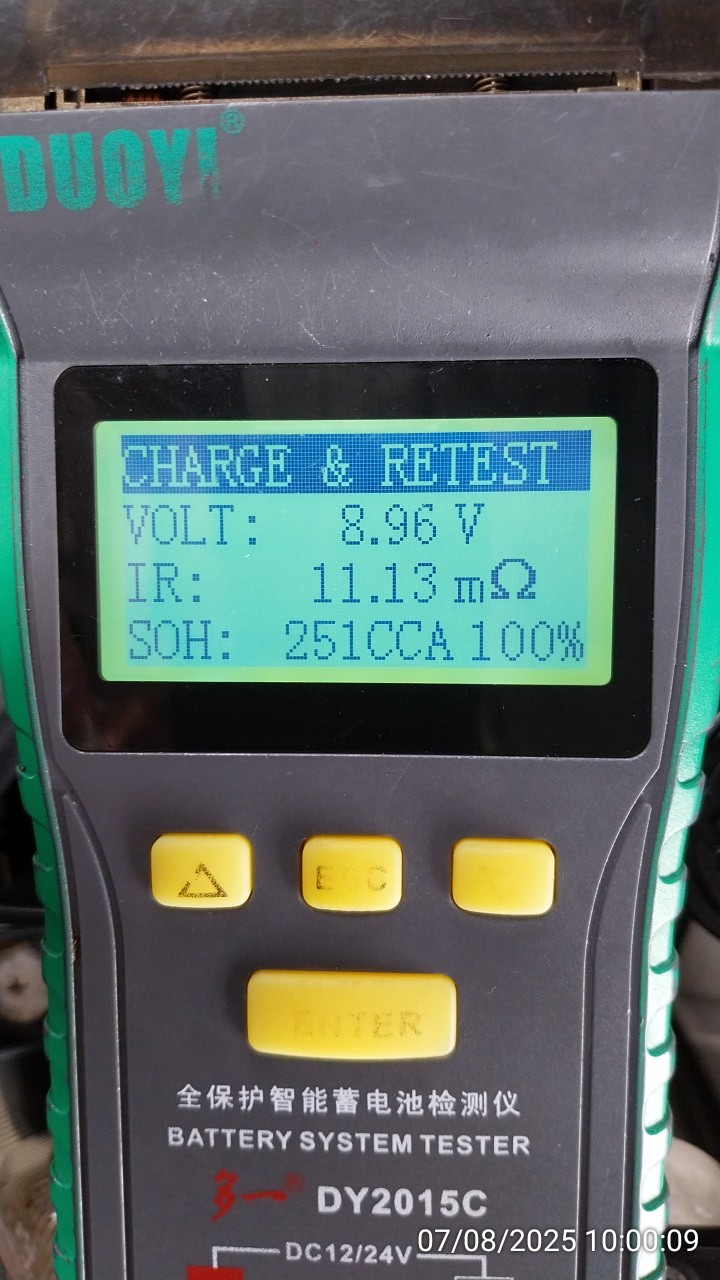 DUOYI®
CHARGE & RETEST
VOLT: 8.96 V
IR: 11.13 mΩ
SOH: 251CCA 100%
ESC
ENTER
全保护智能蓄电池检测仪
BATTERY SYSTEM TESTER
多一® DY2015C
DC12/24V
07/08/2025 10:00:09